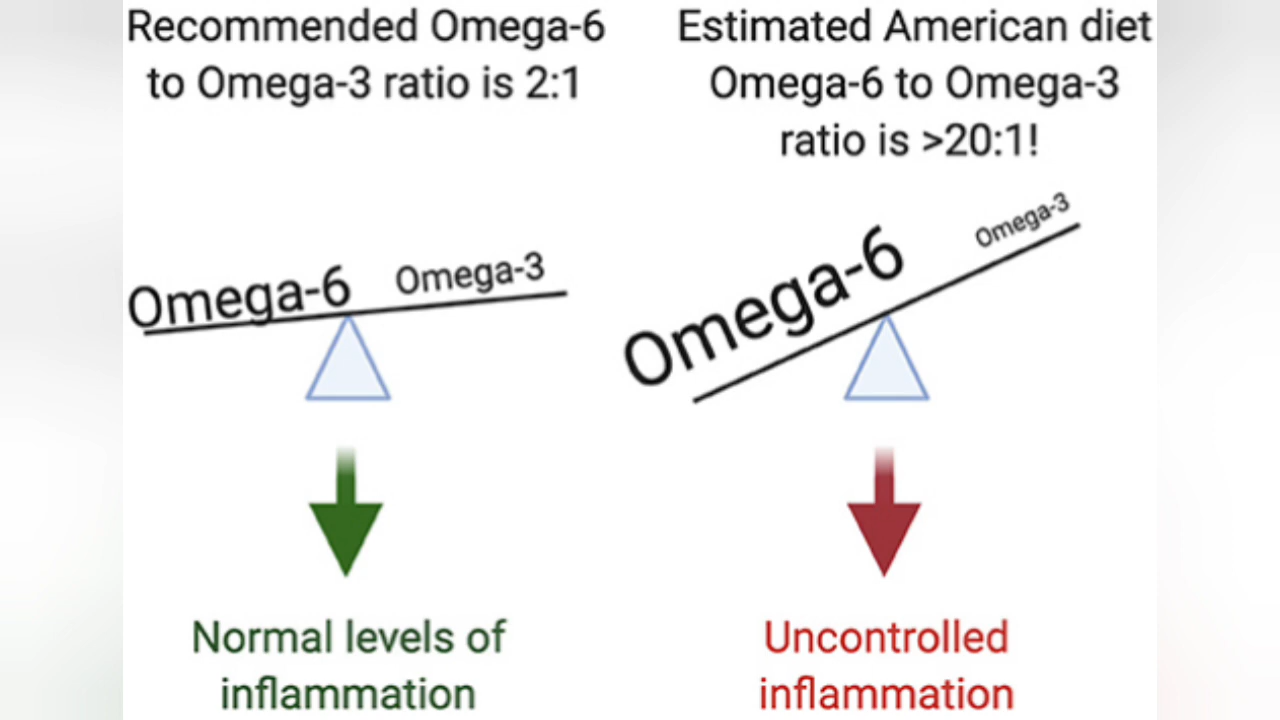 Recommended Omega-6
to Omega-3 ratio is 2:1
Omega-6 Omega-3
Normal levels of
inflammation
Estimated American diet
Omega-6 to Omega-3
ratio is >20:1!
Omega-6 Omega-3
Uncontrolled
inflammation